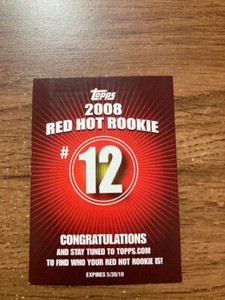 Topps
2008
RED HOT ROOKIE
# 12
CONGRATULATIONS
AND STAY TUNED TO TOPPS.COM
TO FIND WHO YOUR RED HOT ROOKIE IS!
EXPIRES 5/30/10